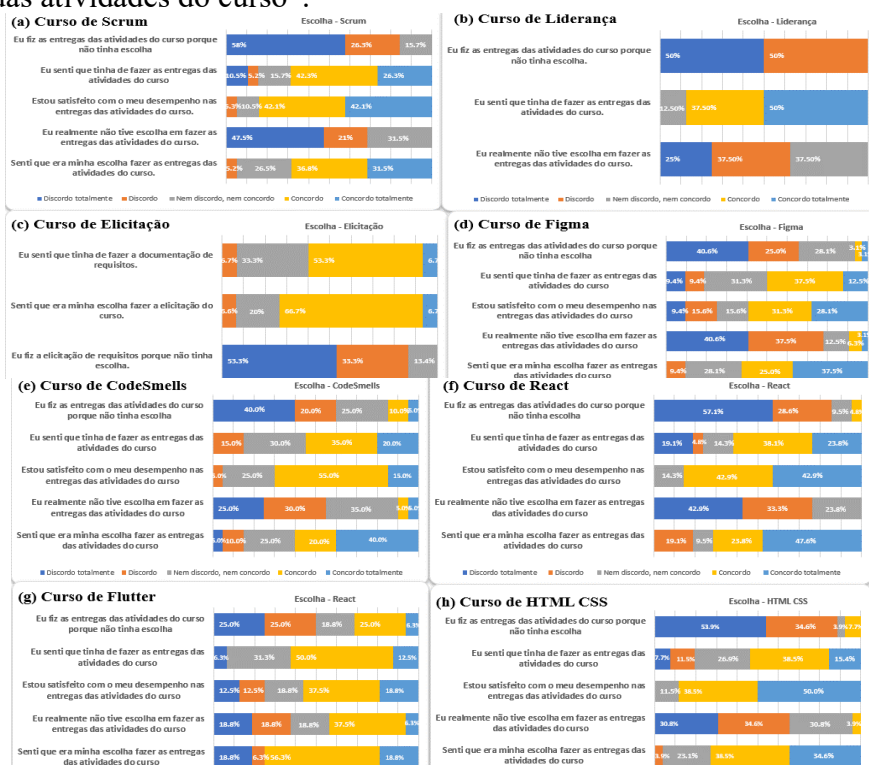 das atividades do curso".
(a) Curso de Scrum
Escolha - Scrum
Eu fiz as entregas das atividades do curso porque
não tinha escolha
58% 26.3% 15.7%
Eu senti que tinha de fazer as entregas das
atividades do curso
10.5% 5.2% 15.7% 42.3% 26.3%
Estou satisfeito com o meu desempenho nas
entregas das atividades do curso.
5.3% 10.5% 42.1% 42.1%
Eu realmente não tive escolha em fazer as
entregas das atividades do curso.
47.5% 21% 31.5%
Senti que era minha escolha fazer as entregas das
atividades do curso.
5.2% 26.5% 36.8% 31.5%
Discordo totalmente Discordo Nem discordo, nem concordo Concordo Concordo totalmente
(b) Curso de Liderança
Escolha - Liderança
Eu fiz as entregas das atividades do curso porque
não tinha escolha.
50% 50%
Eu senti que tinha de fazer as entregas das
atividades do curso.
12.50% 37.50% 50%
Eu realmente não tive escolha em fazer as
entregas das atividades do curso.
25% 37.50% 37.50%
Discordo totalmente Discordo Nem discordo, nem concordo Concordo Concordo totalmente
(c) Curso de Elicitação
Escolha - Elicitação
Eu senti que tinha de fazer a documentação de
requisitos.
6.7% 33.3% 53.3%
Senti que era minha escolha fazer a elicitação do
curso.
6.6% 20% 66.7%
Eu fiz a elicitação de requisitos porque não tinha
escolha.
53.3% 33.3% 13.4%
(d) Curso de Figma
Escolha - Figma
Eu fiz as entregas das atividades do curso porque
não tinha escolha
40.6% 25.0% 28.1% 3.1% 3.1%
Eu senti que tinha de fazer as entregas das
atividades do curso
9.4% 9.4% 31.3% 37.5% 12.5%
Estou satisfeito com o meu desempenho nas
entregas das atividades do curso
9.4% 15.6% 15.6% 31.3% 28.1%
Eu realmente não tive escolha em fazer as
entregas das atividades do curso
40.6% 37.5% 12.5% 6.3% 3.1%
Senti que era minha escolha fazer as entregas
das atividades do curso
9.4% 28.1% 25.0% 37.5%
(e) Curso de CodeSmells
Escolha - CodeSmells
Eu fiz as entregas das atividades do curso
porque não tinha escolha
40.0% 20.0% 25.0% 10.0% 5.0%
Eu senti que tinha de fazer as entregas das
atividades do curso
15.0% 30.0% 35.0% 20.0%
Estou satisfeito com o meu desempenho nas
entregas das atividades do curso
5.0% 25.0% 55.0% 15.0%
Eu realmente não tive escolha em fazer as
entregas das atividades do curso
25.0% 30.0% 35.0% 5.0% 5.0%
Senti que era minha escolha fazer as entregas
das atividades do curso
5.0% 10.0% 25.0% 20.0% 40.0%
Discordo totalmente Discordo Nem discordo, nem concordo Concordo Concordo totalmente
(f) Curso de React
Escolha - React
Eu fiz as entregas das atividades do curso porque
não tinha escolha
57.1% 28.6% 9.5% 4.8%
Eu senti que tinha de fazer as entregas das
atividades do curso
19.1% 4.8% 14.3% 38.1% 23.8%
Estou satisfeito com o meu desempenho nas
entregas das atividades do curso
14.3% 42.9% 42.9%
Eu realmente não tive escolha em fazer as entregas
das atividades do curso
42.9% 33.3% 23.8%
Senti que era minha escolha fazer as entregas das
atividades do curso
19.1% 9.5% 23.8% 47.6%
Discordo totalmente Discordo Nem discordo, nem concordo Concordo Concordo totalmente
(g) Curso de Flutter
Escolha - React
Eu fiz as entregas das atividades do curso
porque não tinha escolha
25.0% 25.0% 18.8% 25.0% 6.3%
Eu senti que tinha de fazer as entregas das
atividades do curso
6.3% 31.3% 50.0% 12.5%
Estou satisfeito com o meu desempenho nas
entregas das atividades do curso
12.5% 12.5% 18.8% 37.5% 18.8%
Eu realmente não tive escolha em fazer as
entregas das atividades do curso
18.8% 18.8% 18.8% 37.5% 6.3%
Senti que era minha escolha fazer as entregas
das atividades do curso
18.8% 6.3% 56.3% 18.8%
(h) Curso de HTML CSS
Escolha - HTML CSS
Eu fiz as entregas das atividades do curso porque
não tinha escolha
53.9% 34.6% 3.9% 7.7%
Eu senti que tinha de fazer as entregas das
atividades do curso
7.7% 11.5% 26.9% 38.5% 15.4%
Estou satisfeito com o meu desempenho nas
entregas das atividades do curso
11.5% 38.5% 50.0%
Eu realmente não tive escolha em fazer as entregas
das atividades do curso
30.8% 34.6% 30.8% 3.9%
Senti que era minha escolha fazer as entregas das
atividades do curso
3.9% 23.1% 38.5% 34.6%